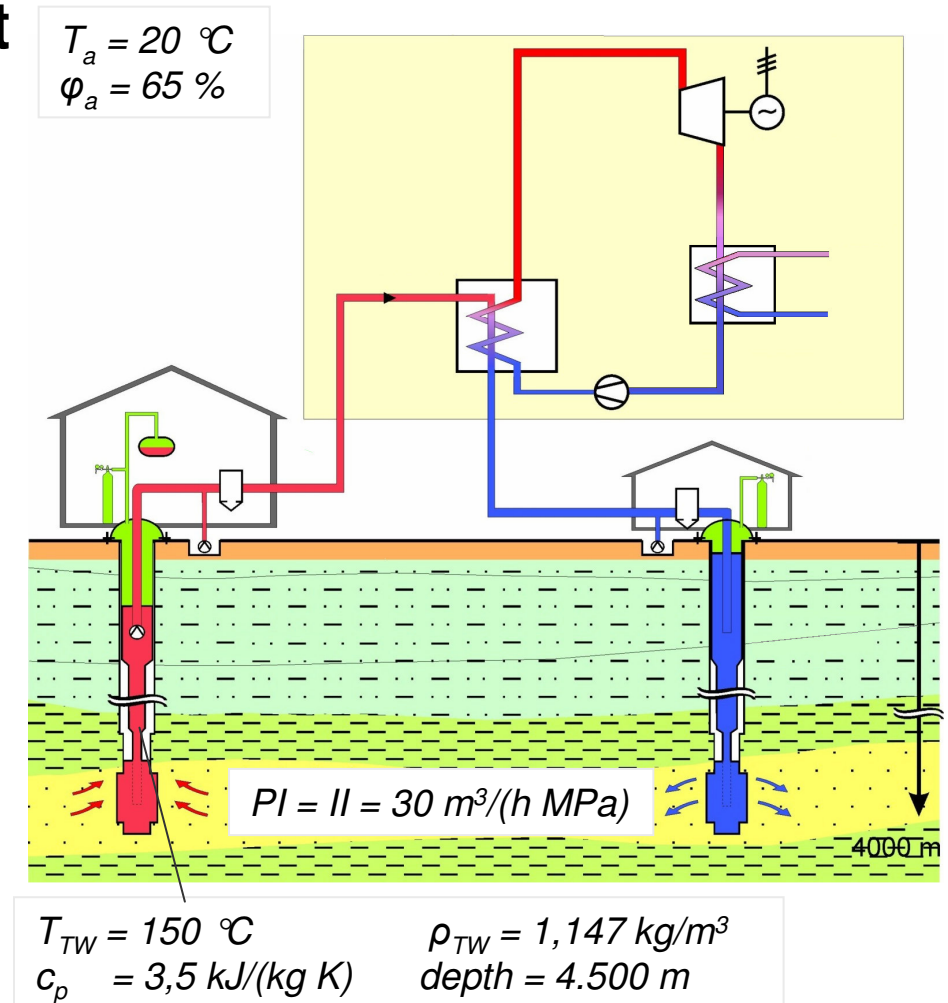 t
T_a = 20 °C
φ_a = 65 %
~
PI = II = 30 m³/(h MPa)
4000 m
T_TW = 150 °C ρ_TW = 1,147 kg/m³
c_p = 3,5 kJ/(kg K) depth = 4.500 m